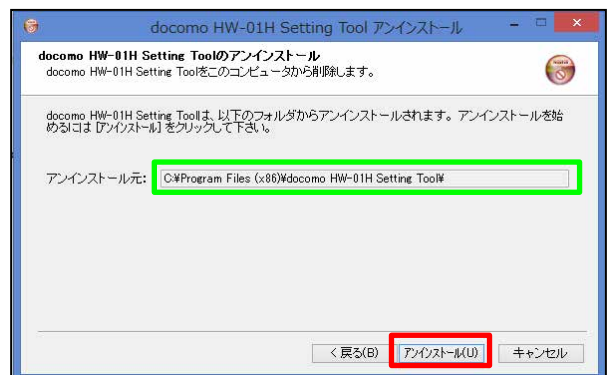 docomo HW-01H Setting Tool アンインストール
docomo HW-01H Setting Toolのアンインストール
docomo HW-01H Setting Toolをこのコンピュータから削除します。
docomo HW-01H Setting Toolは、以下のフォルダからアンインストールされます。アンインストールを始
めるには [アンインストール] をクリックして下さい。
アンインストール元: C:¥Program Files (x86)¥docomo HW-01H Setting Tool¥
< 戻る(B) アンインストール(U) キャンセル